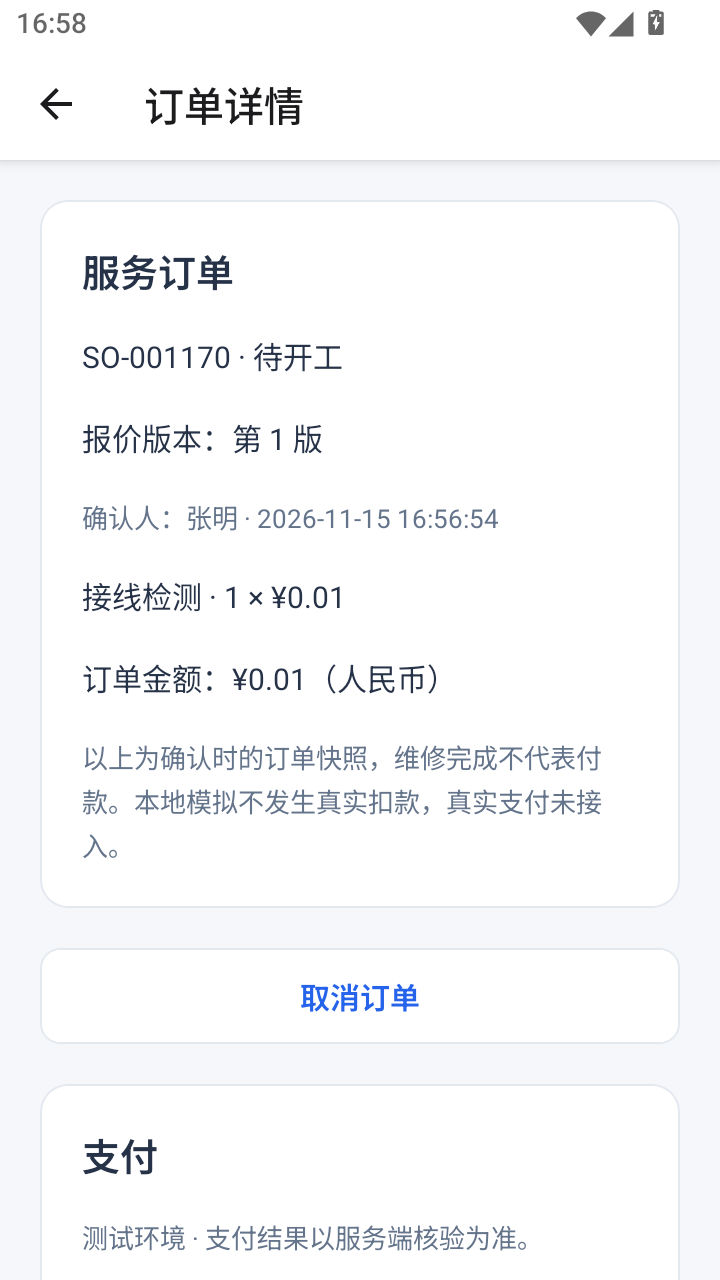 16:58
订单详情
服务订单
SO-001170 · 待开工
报价版本：第 1 版
确认人：张明 · 2026-11-15 16:56:54
接线检测 · 1 × ¥0.01
订单金额：¥0.01（人民币）
以上为确认时的订单快照，维修完成不代表付
款。本地模拟不发生真实扣款，真实支付未接
入。
取消订单
支付
测试环境 · 支付结果以服务端核验为准。